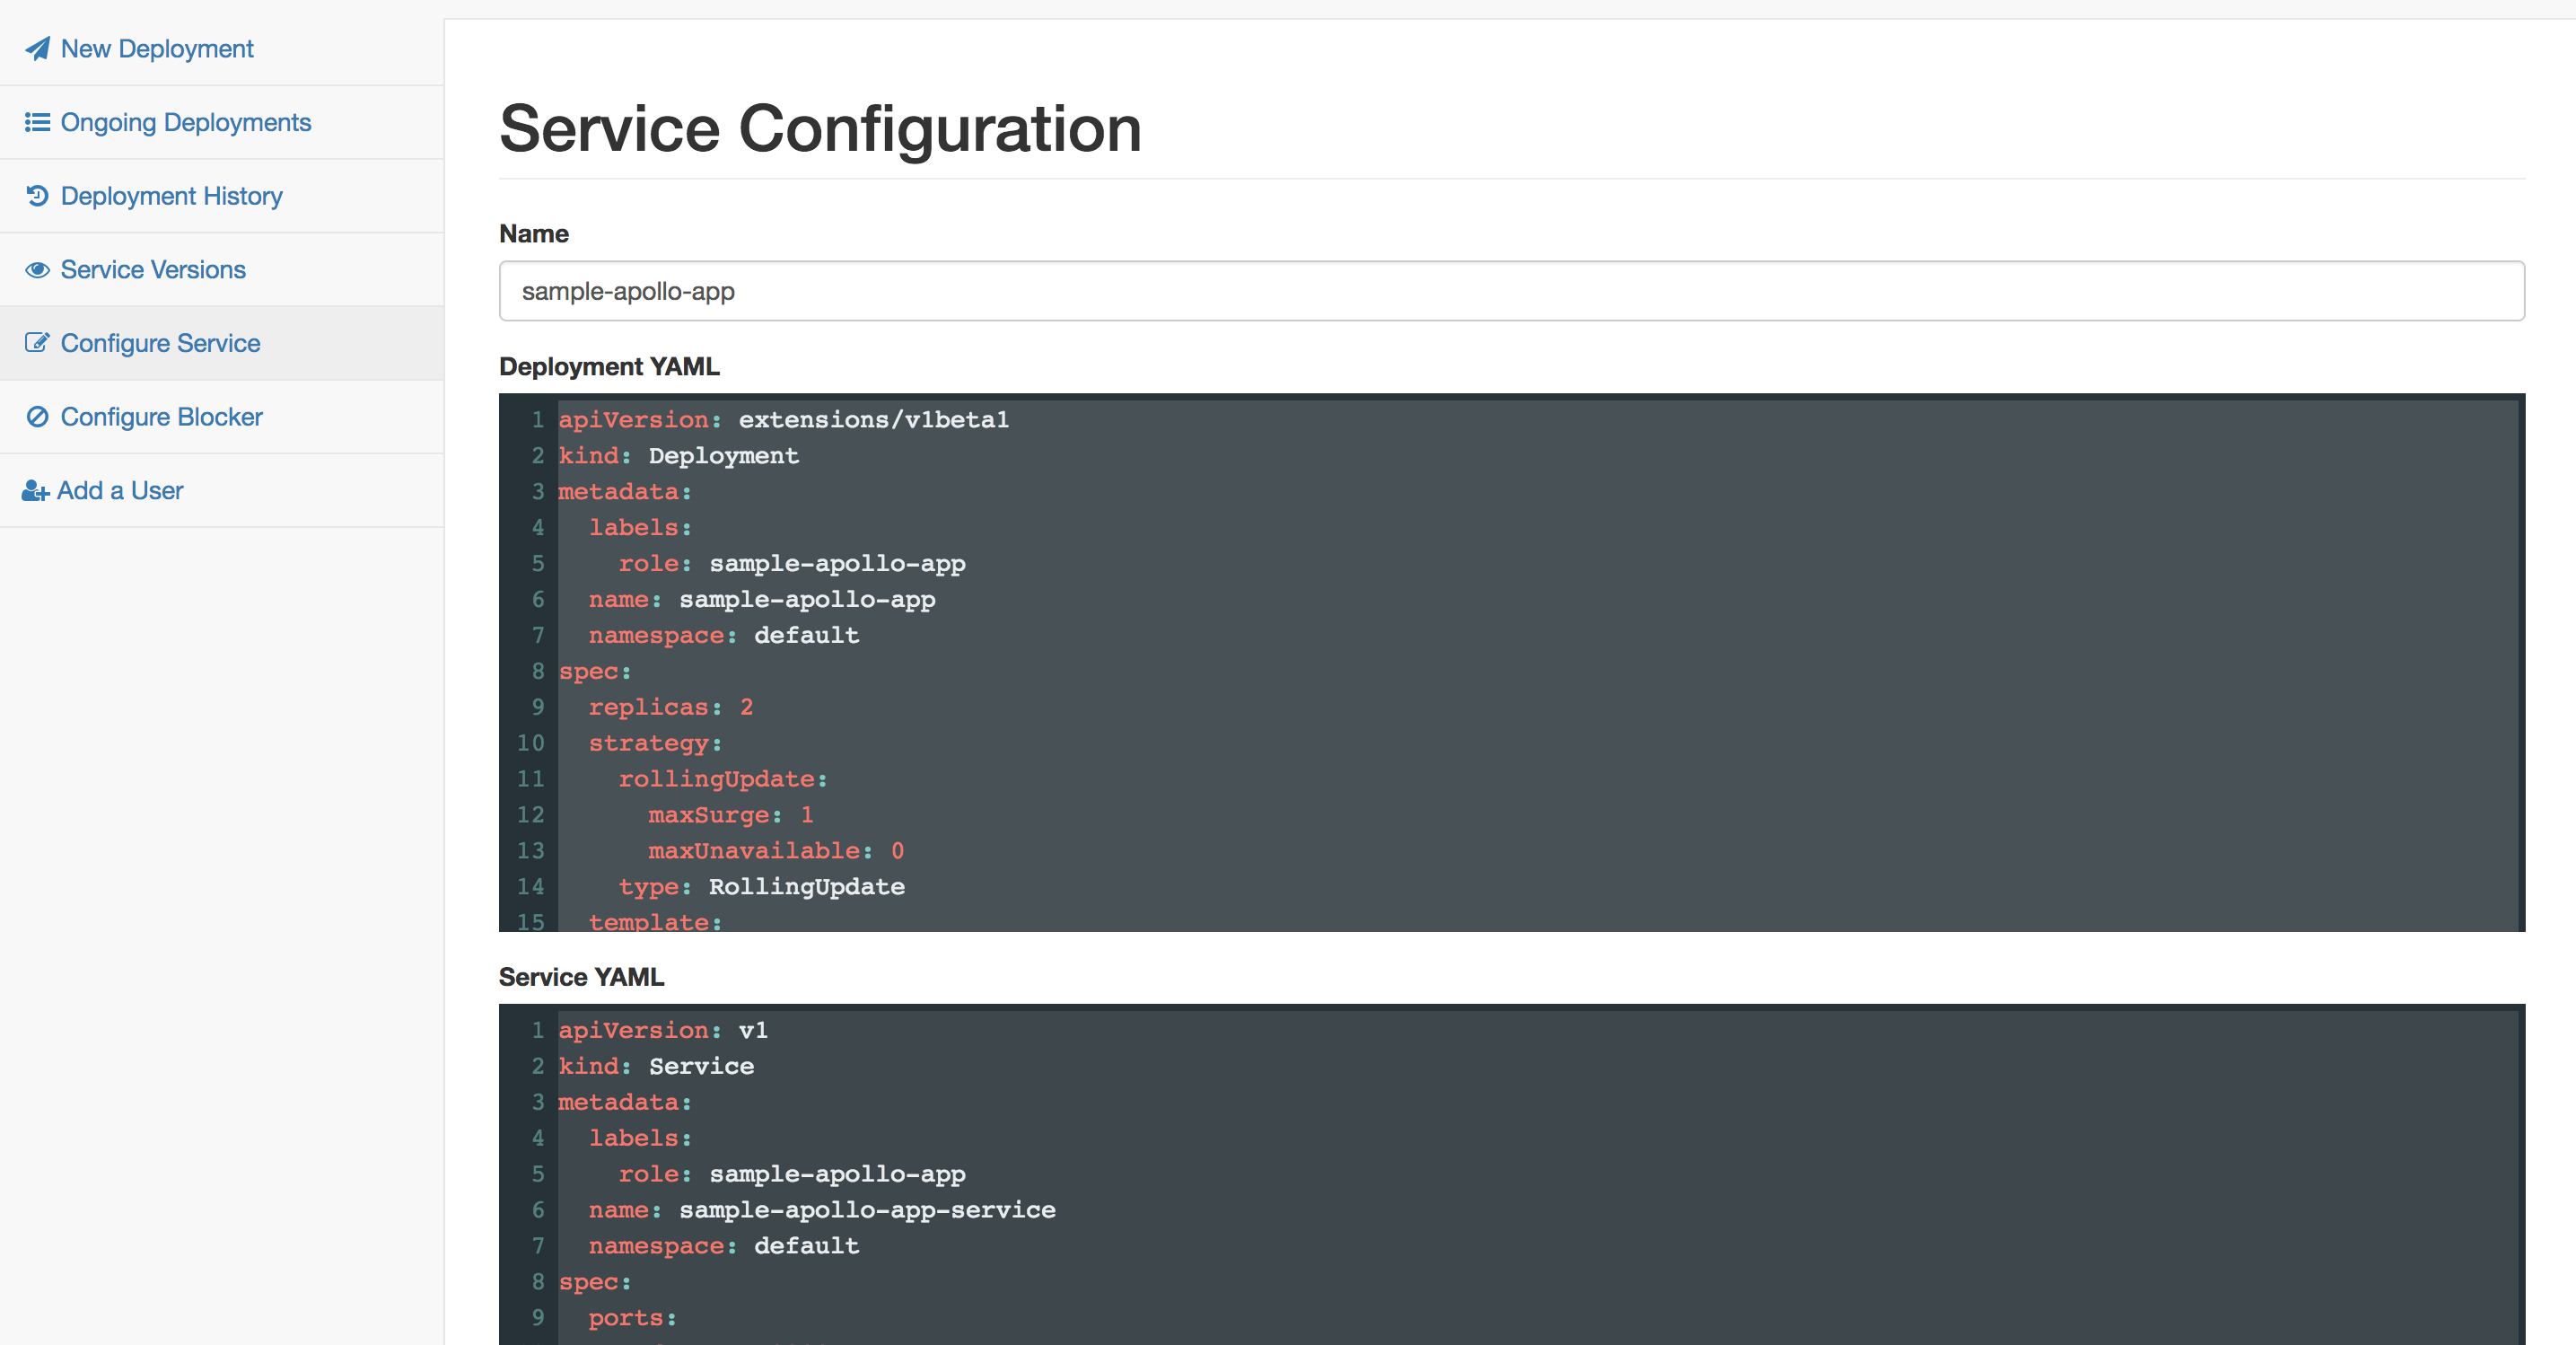 New Deployment
Ongoing Deployments
Deployment History
Service Versions
Configure Service
Configure Blocker
Add a User
Service Configuration
Name
sample-apollo-app
Deployment YAML
1 apiVersion: extensions/v1beta1
2 kind: Deployment
3 metadata:
4   labels:
5     role: sample-apollo-app
6   name: sample-apollo-app
7   namespace: default
8 spec:
9   replicas: 2
10   strategy:
11     rollingUpdate:
12       maxSurge: 1
13       maxUnavailable: 0
14     type: RollingUpdate
15   template:
Service YAML
1 apiVersion: v1
2 kind: Service
3 metadata:
4   labels:
5     role: sample-apollo-app
6   name: sample-apollo-app-service
7   namespace: default
8 spec:
9   ports: